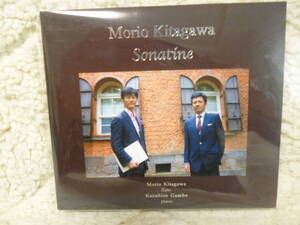 Morio Kitagawa
Sonatine
Morio Kitagawa
flute
Kazuhiro Gambe
piano